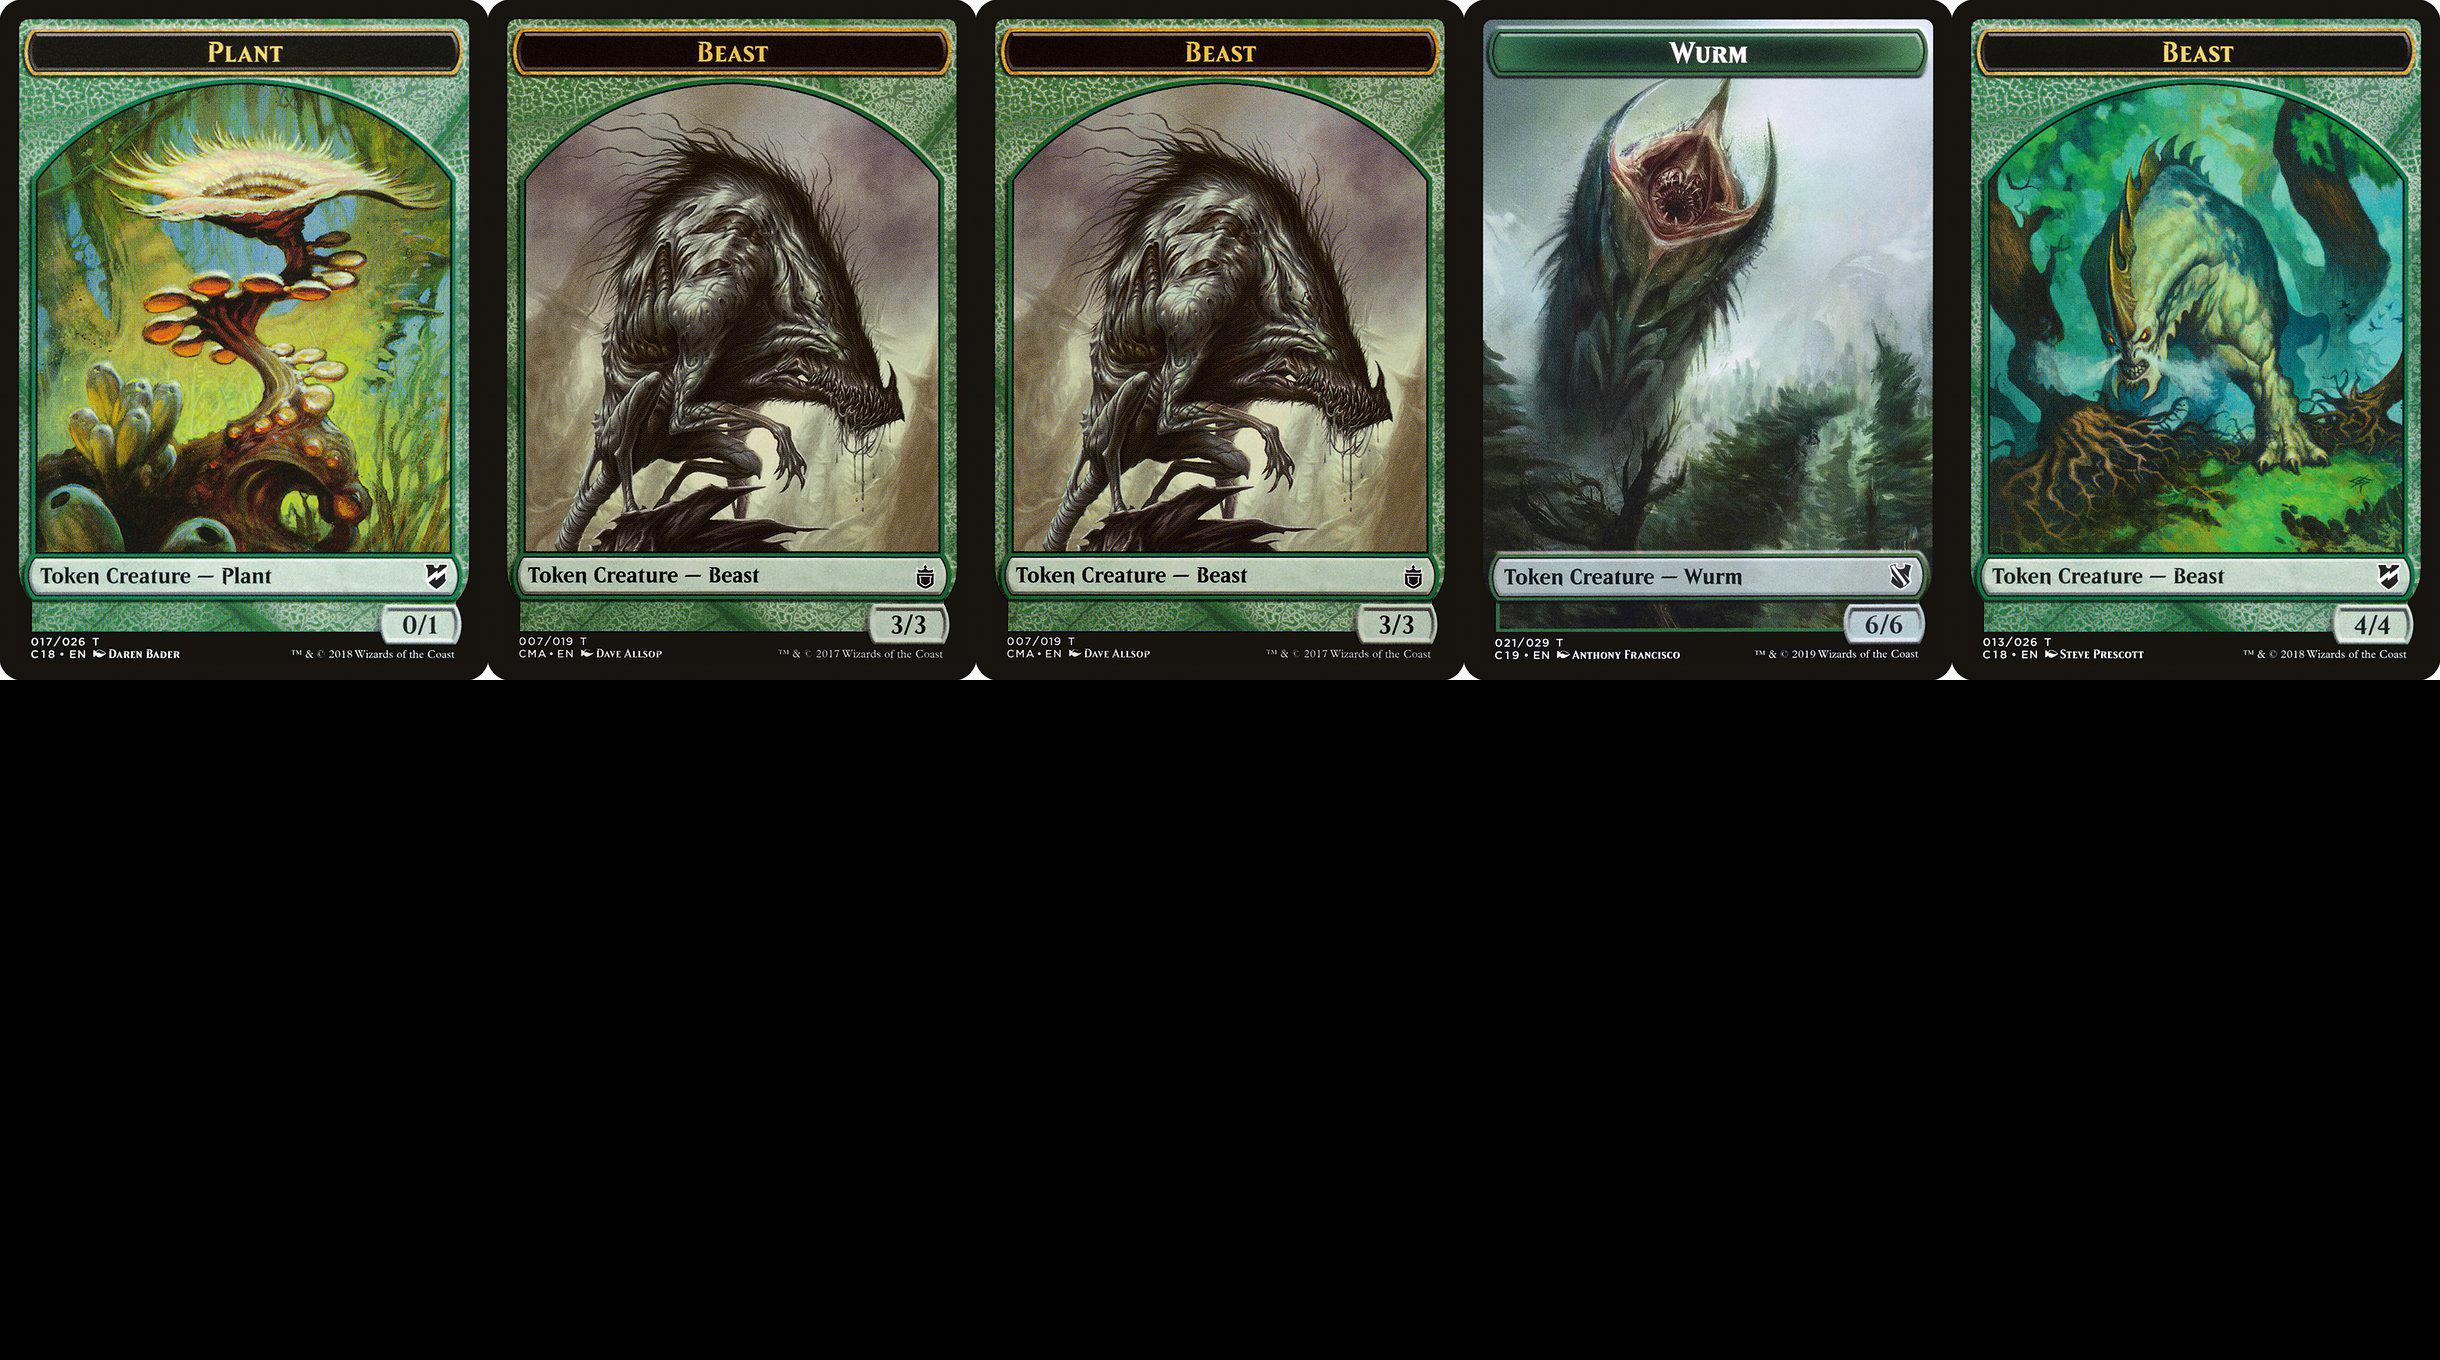 Plant
Token Creature — Plant
0/1
017/026 T
C18 • EN Daren Bader
™ & © 2018 Wizards of the Coast
Beast
Token Creature — Beast
3/3
007/019 T
CMA • EN Dave Allsop
™ & © 2017 Wizards of the Coast
Beast
Token Creature — Beast
3/3
007/019 T
CMA • EN Dave Allsop
™ & © 2017 Wizards of the Coast
Wurm
Token Creature — Wurm
6/6
021/029 T
C19 • EN Anthony Francisco
™ & © 2019 Wizards of the Coast
Beast
Token Creature — Beast
4/4
013/026 T
C18 • EN Steve Prescott
™ & © 2018 Wizards of the Coast